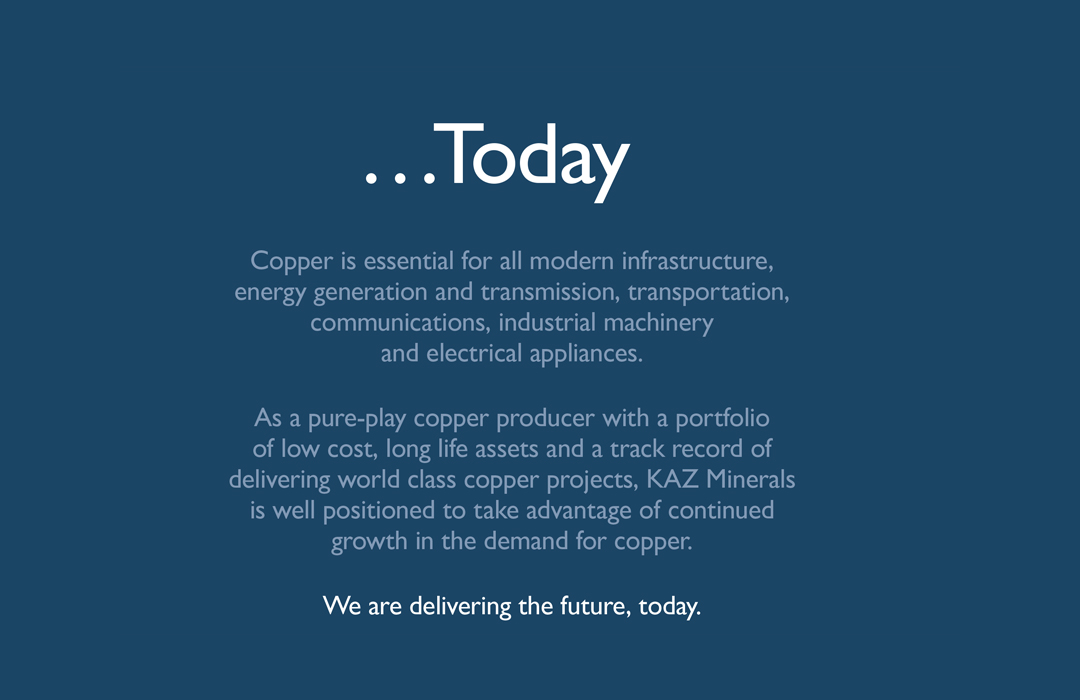 …Today
Copper is essential for all modern infrastructure,
energy generation and transmission, transportation,
communications, industrial machinery
and electrical appliances.
As a pure-play copper producer with a portfolio
of low cost, long life assets and a track record of
delivering world class copper projects, KAZ Minerals
is well positioned to take advantage of continued
growth in the demand for copper.
We are delivering the future, today.